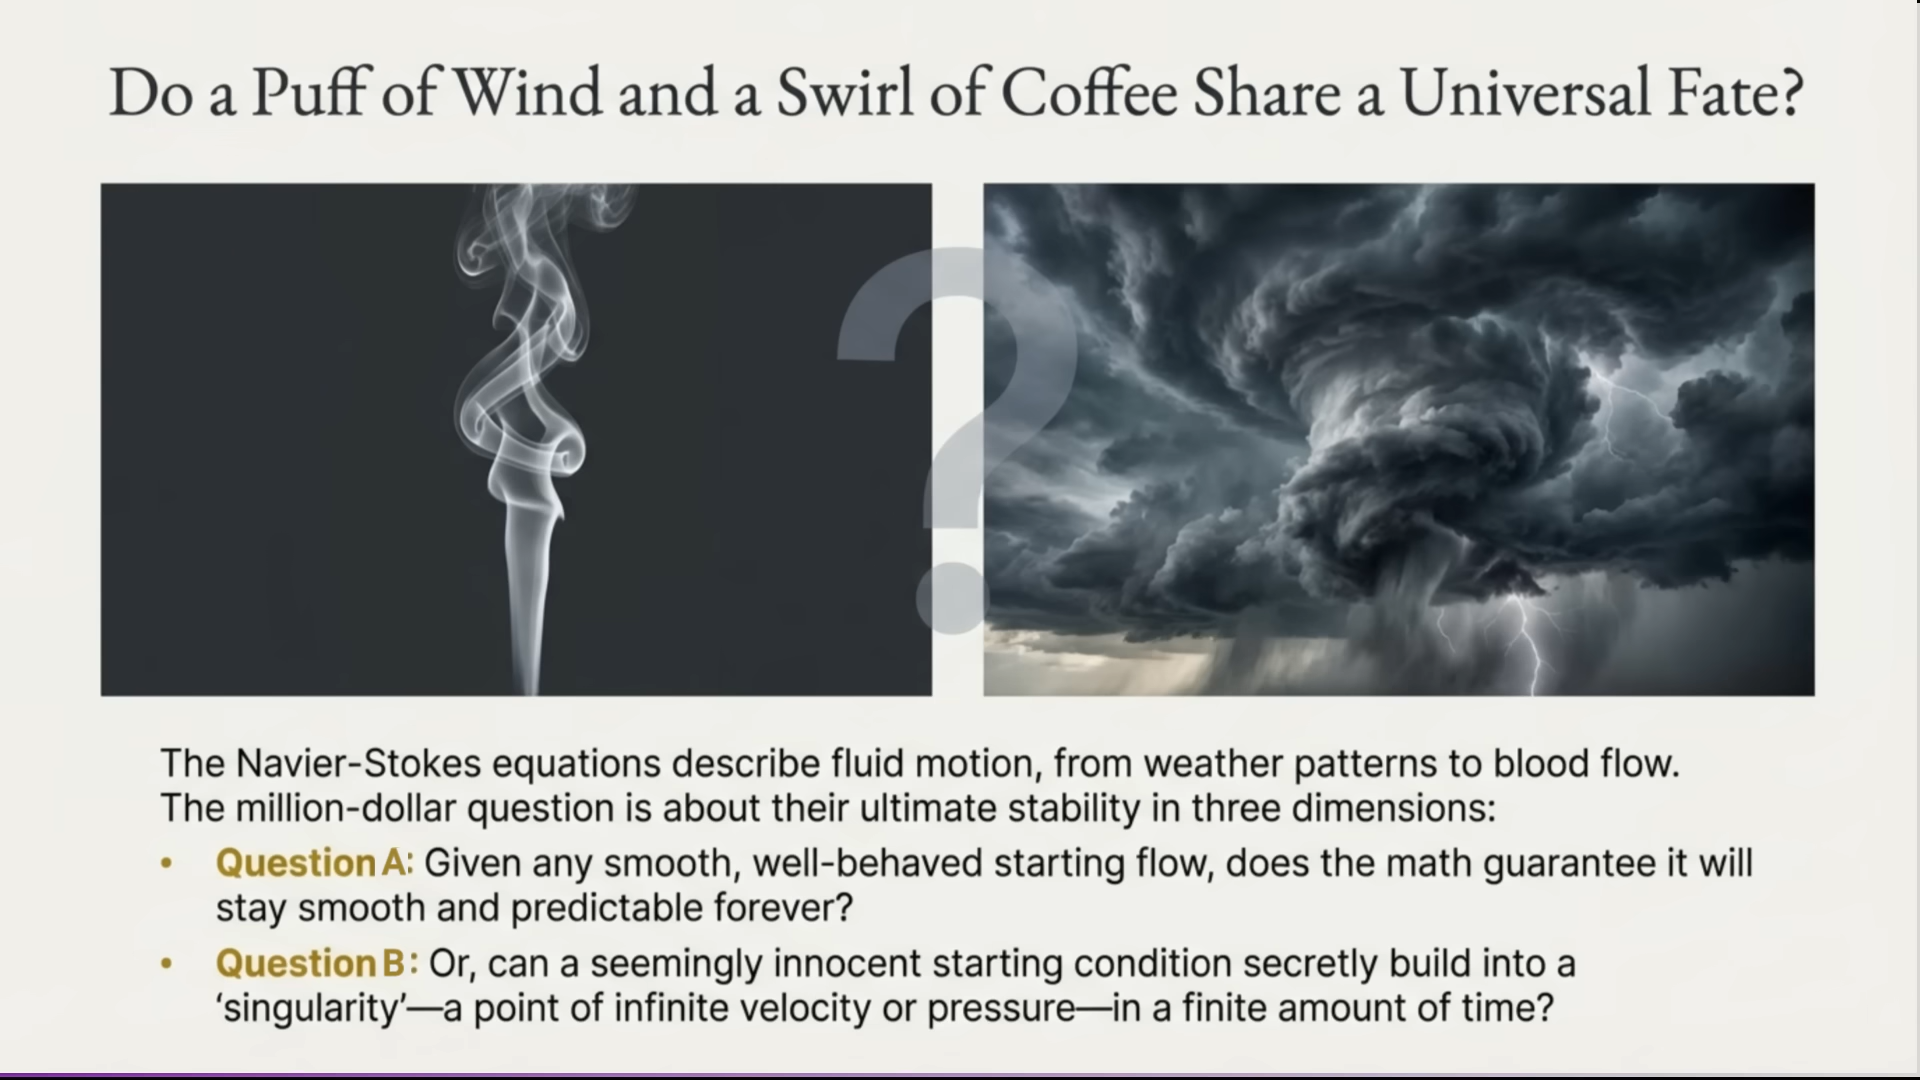 Do a Puff of Wind and a Swirl of Coffee Share a Universal Fate?
?
The Navier-Stokes equations describe fluid motion, from weather patterns to blood flow.
The million-dollar question is about their ultimate stability in three dimensions:
• Question A: Given any smooth, well-behaved starting flow, does the math guarantee it will
stay smooth and predictable forever?
• Question B: Or, can a seemingly innocent starting condition secretly build into a
‘singularity’—a point of infinite velocity or pressure—in a finite amount of time?